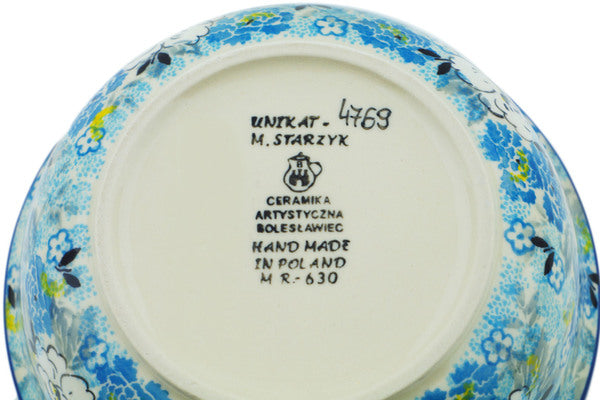 UNIKAT - 4769
M. STARZYK
CERAMIKA
ARTYSTYCZNA
BOLESŁAWIEC
HAND MADE
IN POLAND
M R.-630